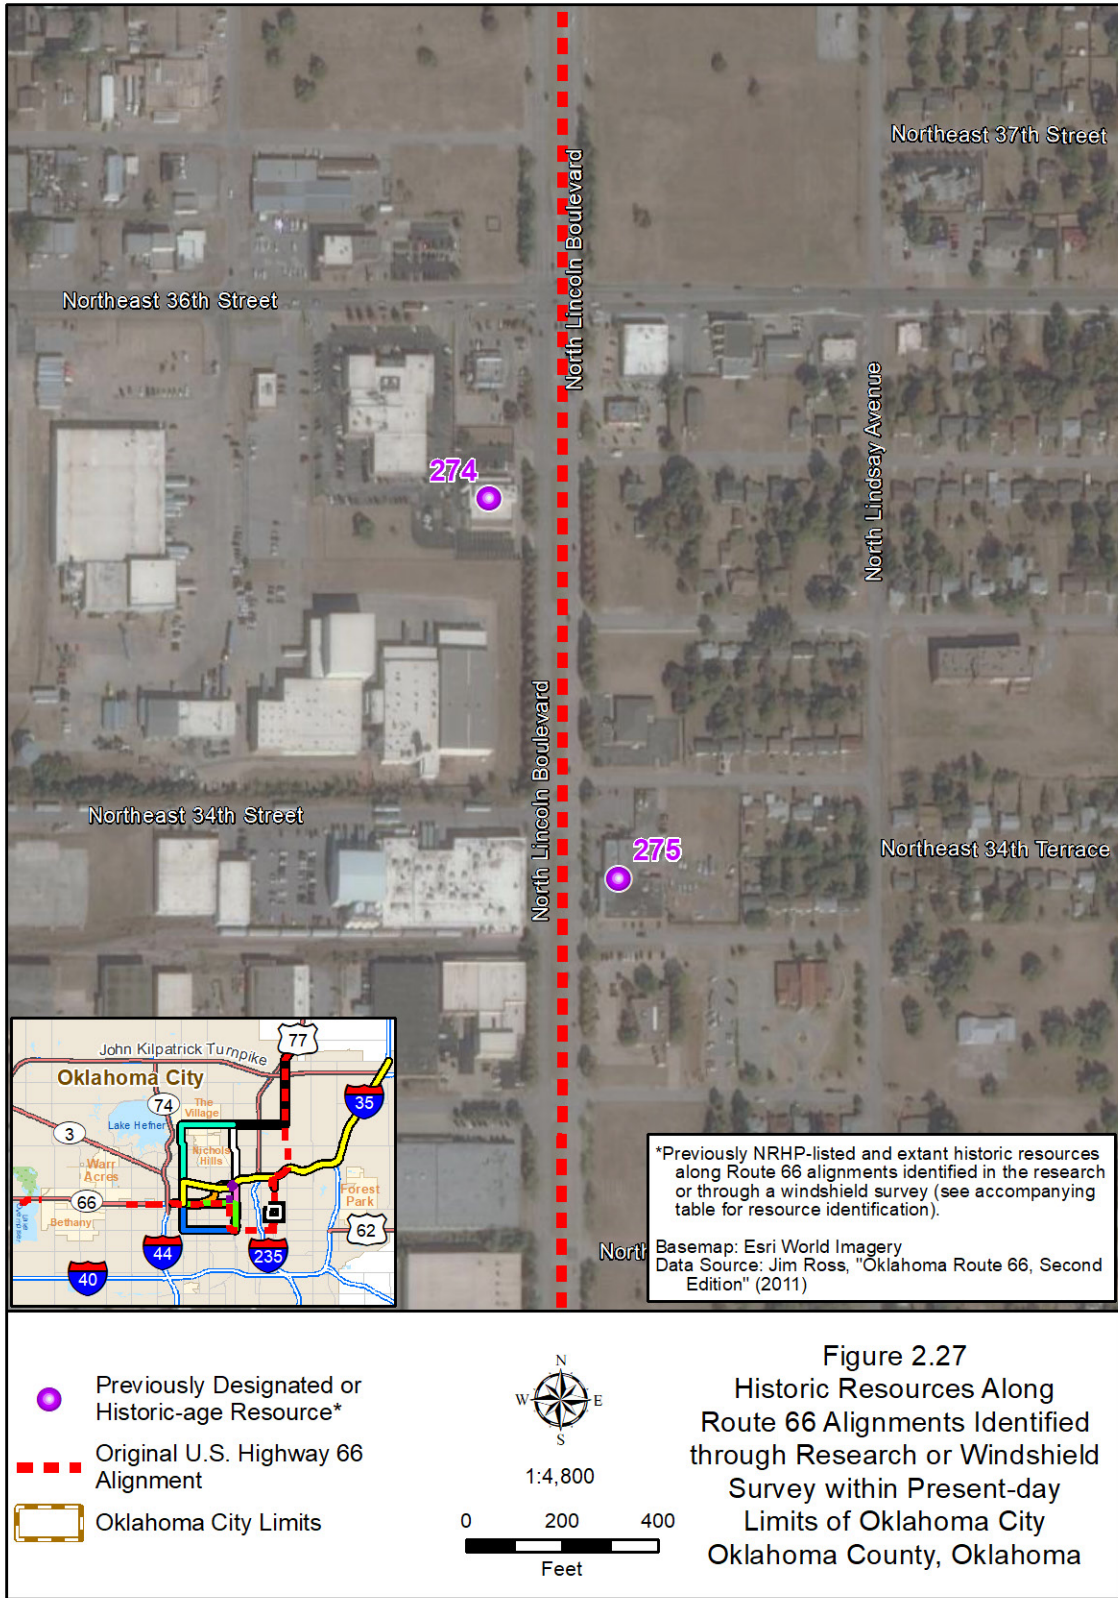 Northeast 37th Street
North Lincoln Boulevard
Northeast 36th Street
North Lindsay Avenue
274
North Lincoln Boulevard
Northeast 34th Street
275
Northeast 34th Terrace
North
77
John Kilpatrick Turnpike
Oklahoma City
74
The
Village
35
Lake Hefner
3
Nichols
Hills
Warr
Acres
66
Forest
Park
Bethany
62
44
235
40
*Previously NRHP-listed and extant historic resources
along Route 66 alignments identified in the research
or through a windshield survey (see accompanying
table for resource identification).
Basemap: Esri World Imagery
Data Source: Jim Ross, "Oklahoma Route 66, Second
Edition" (2011)
Previously Designated or
Historic-age Resource*
Original U.S. Highway 66
Alignment
Oklahoma City Limits
N
W
E
S
1:4,800
0 200 400
Feet
Figure 2.27
Historic Resources Along
Route 66 Alignments Identified
through Research or Windshield
Survey within Present-day
Limits of Oklahoma City
Oklahoma County, Oklahoma